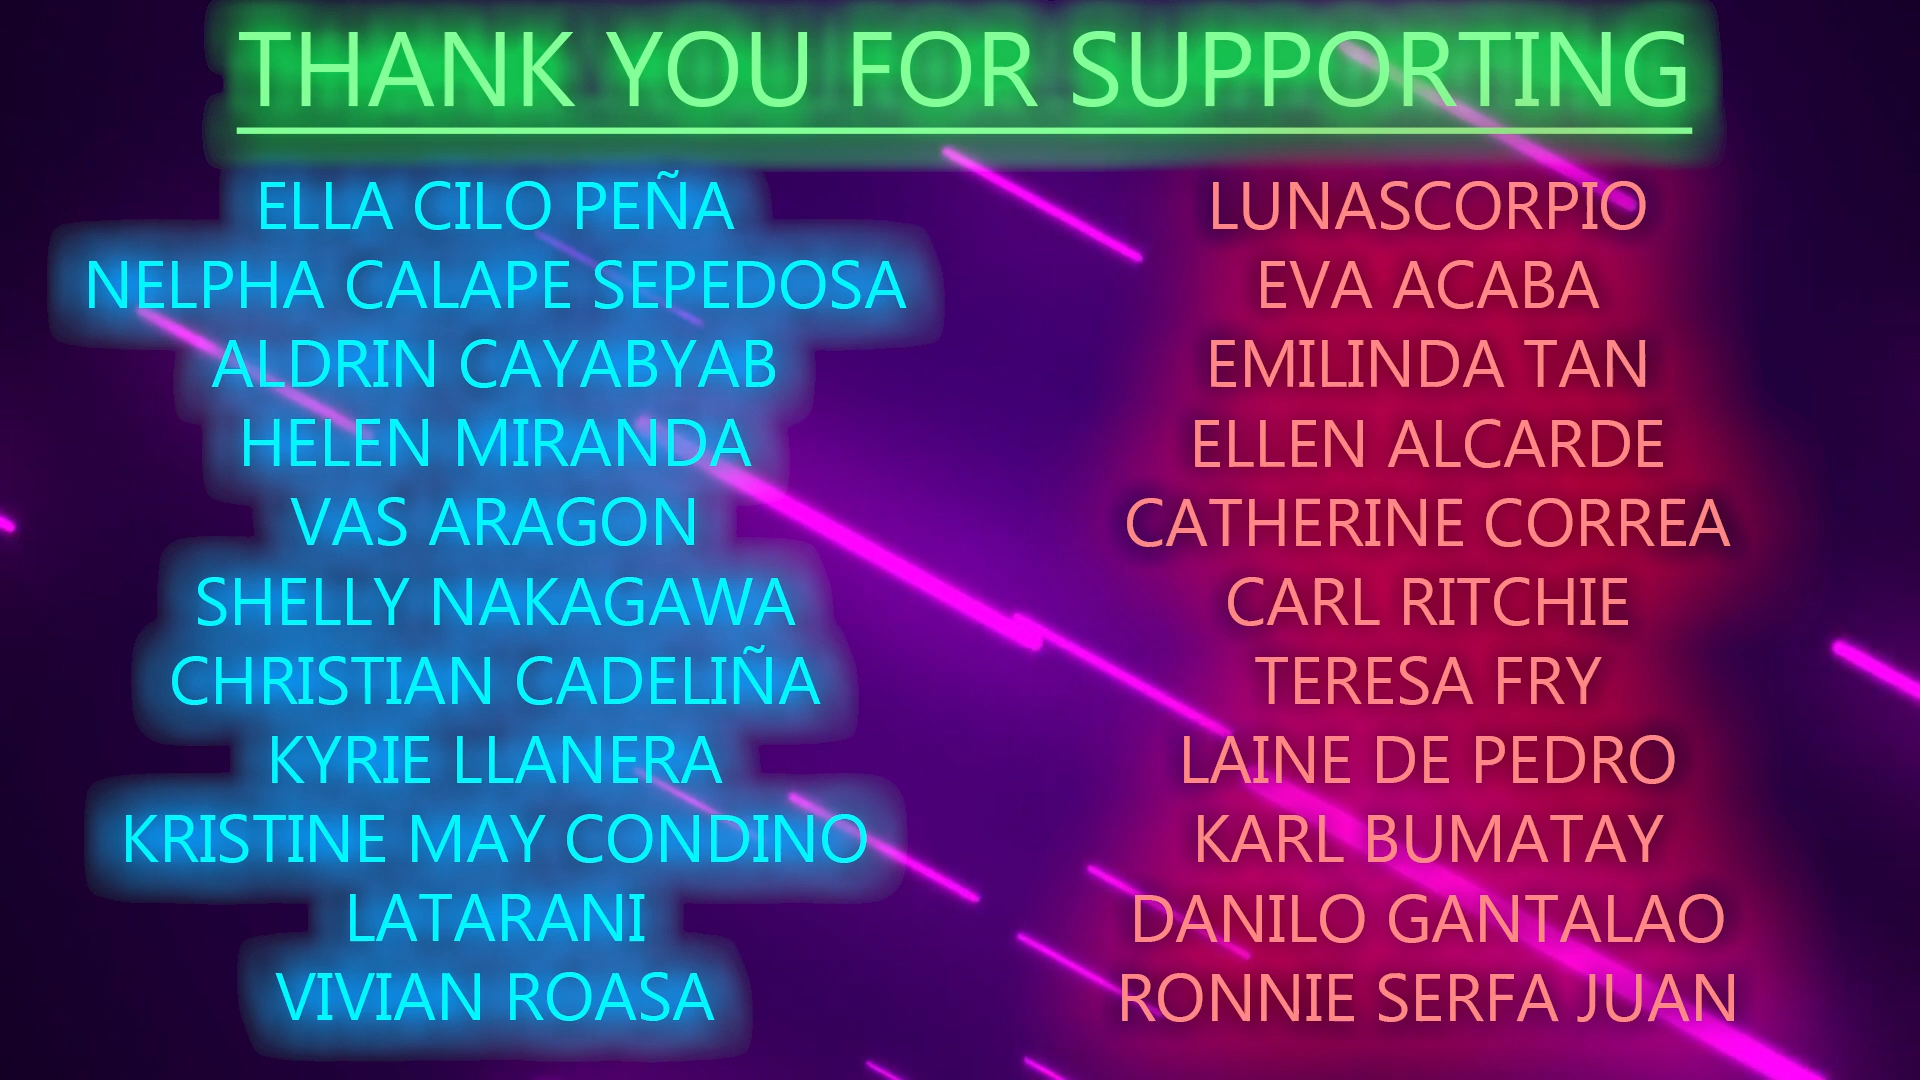 THANK YOU FOR SUPPORTING
ELLA CILO PEÑA
NELPHA CALAPE SEPEDOSA
ALDRIN CAYABYAB
HELEN MIRANDA
VAS ARAGON
SHELLY NAKAGAWA
CHRISTIAN CADELIÑA
KYRIE LLANERA
KRISTINE MAY CONDINO
LATARANI
VIVIAN ROASA
LUNASCORPIO
EVA ACABA
EMILINDA TAN
ELLEN ALCARDE
CATHERINE CORREA
CARL RITCHIE
TERESA FRY
LAINE DE PEDRO
KARL BUMATAY
DANILO GANTALAO
RONNIE SERFA JUAN